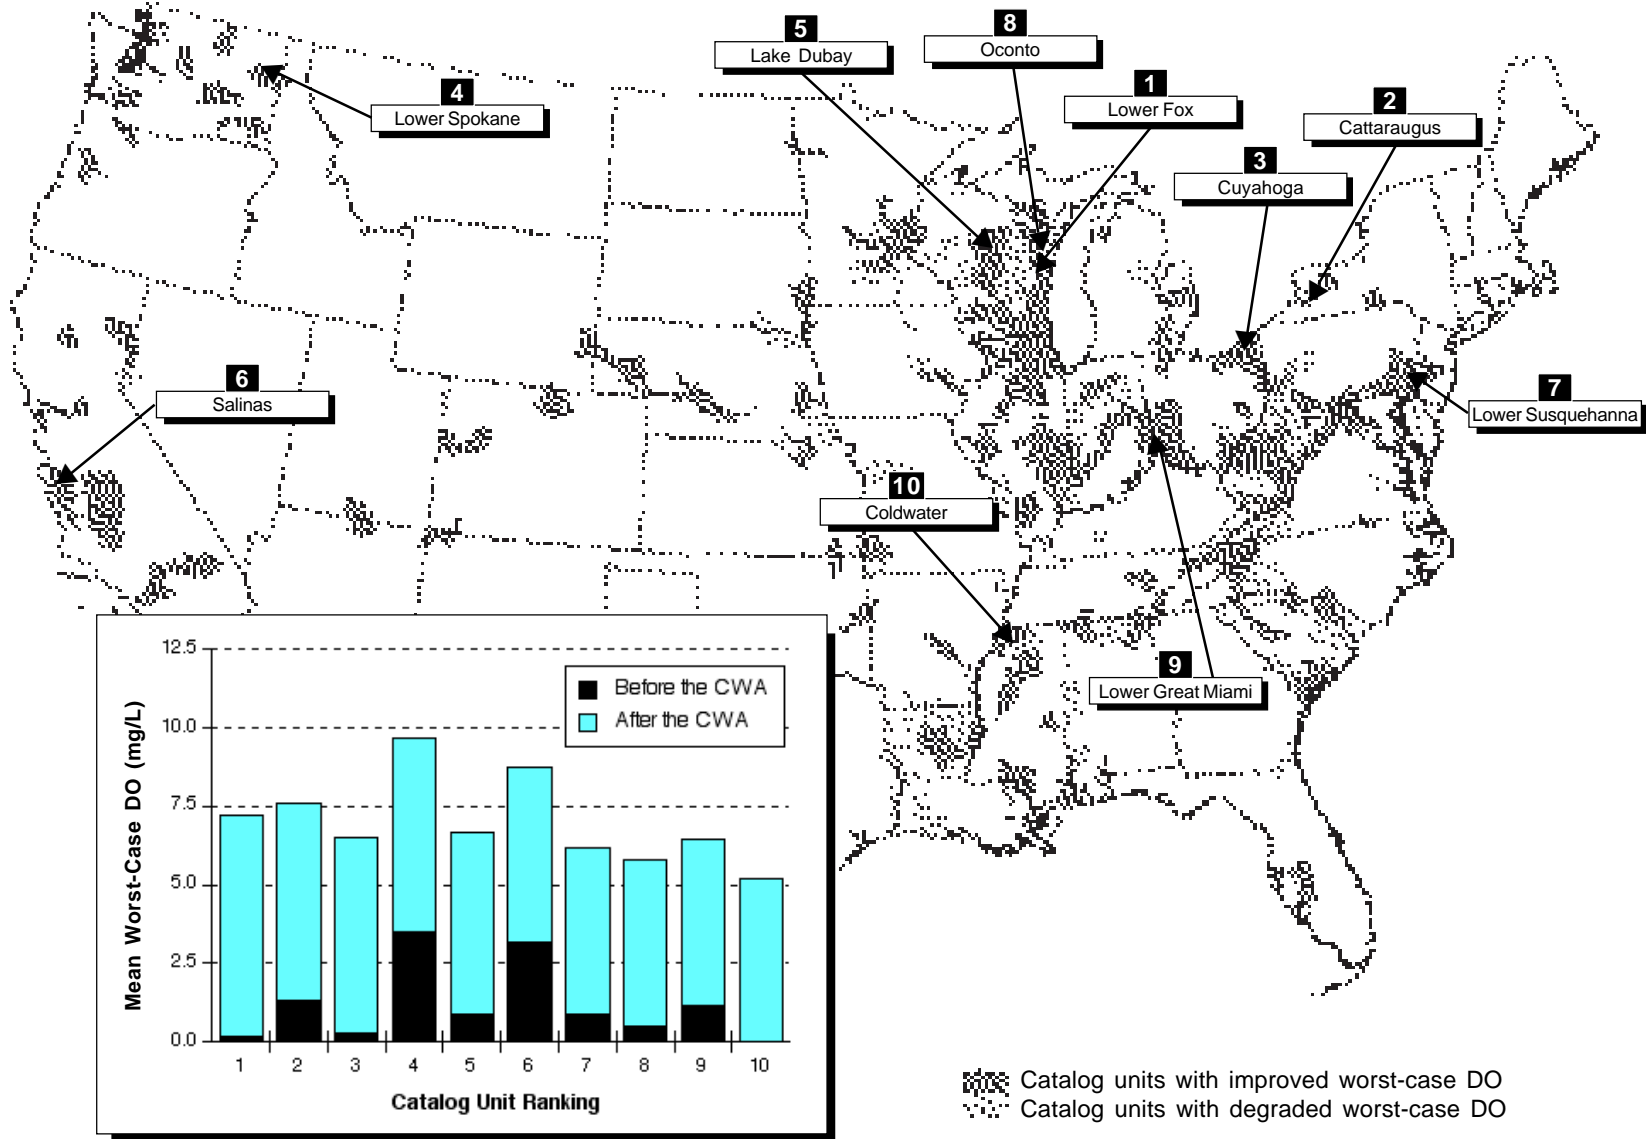 5
Lake Dubay
8
Oconto
1
Lower Fox
2
Cattaraugus
4
Lower Spokane
3
Cuyahoga
6
Salinas
7
Lower Susquehanna
10
Coldwater
9
Lower Great Miami
Mean Worst-Case DO (mg/L)
12.5
10.0
7.5
5.0
2.5
0.0
Before the CWA
After the CWA
1 2 3 4 5 6 7 8 9 10
Catalog Unit Ranking
Catalog units with improved worst-case DO
Catalog units with degraded worst-case DO